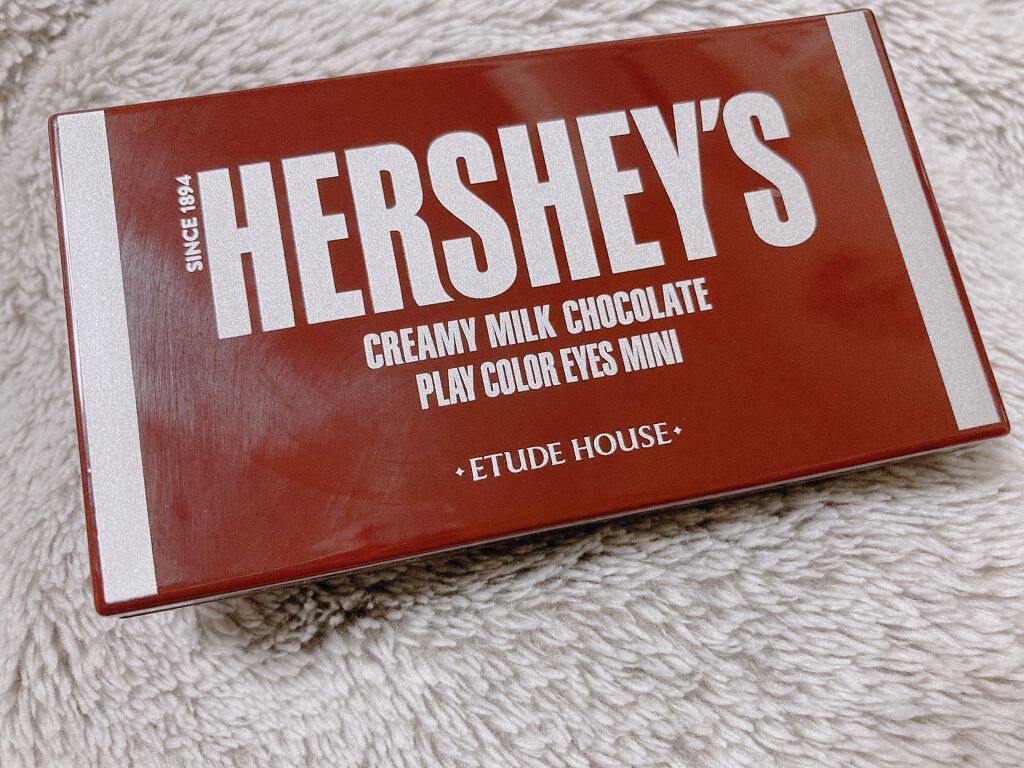 SINCE 1894
HERSHEY'S
CREAMY MILK CHOCOLATE
PLAY COLOR EYES MINI
ETUDE HOUSE